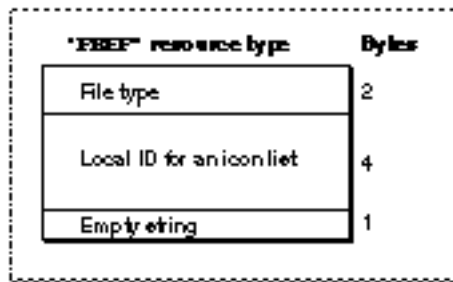 "FREF" resource type Bytes
File type 2
Local ID for an icon list 4
Empty string 1